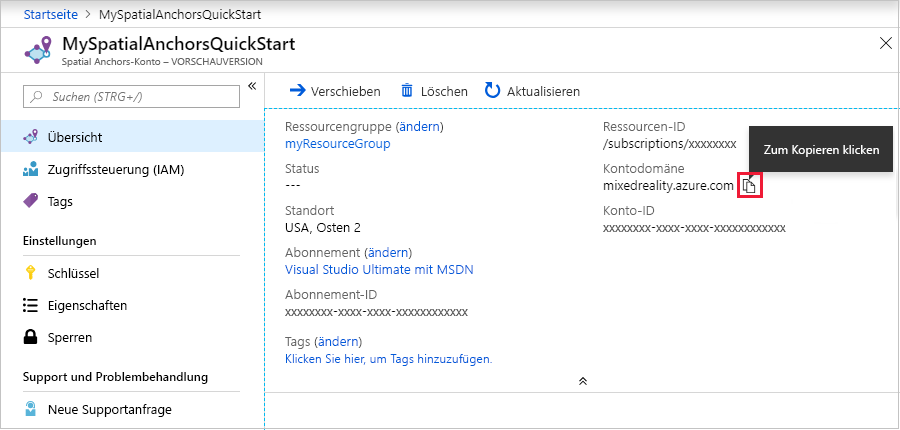 Startseite > MySpatialAnchorsQuickStart
MySpatialAnchorsQuickStart
Spatial Anchors-Konto – VORSCHAUVERSION
Suchen (STRG+/)
Übersicht
Zugriffssteuerung (IAM)
Tags
Einstellungen
Schlüssel
Eigenschaften
Sperren
Support und Problembehandlung
Neue Supportanfrage
Verschieben
Löschen
Aktualisieren
Ressourcengruppe (ändern)
myResourceGroup
Status
---
Standort
USA, Osten 2
Abonnement (ändern)
Visual Studio Ultimate mit MSDN
Abonnement-ID
xxxxxxxx-xxxx-xxxx-xxxxxxxxxxxx
Tags (ändern)
Klicken Sie hier, um Tags hinzuzufügen.
Ressourcen-ID
/subscriptions/xxxxxxxx
Kontodomäne
mixedreality.azure.com
Konto-ID
xxxxxxxx-xxxx-xxxx-xxxxxxxxxxxx
Zum Kopieren klicken